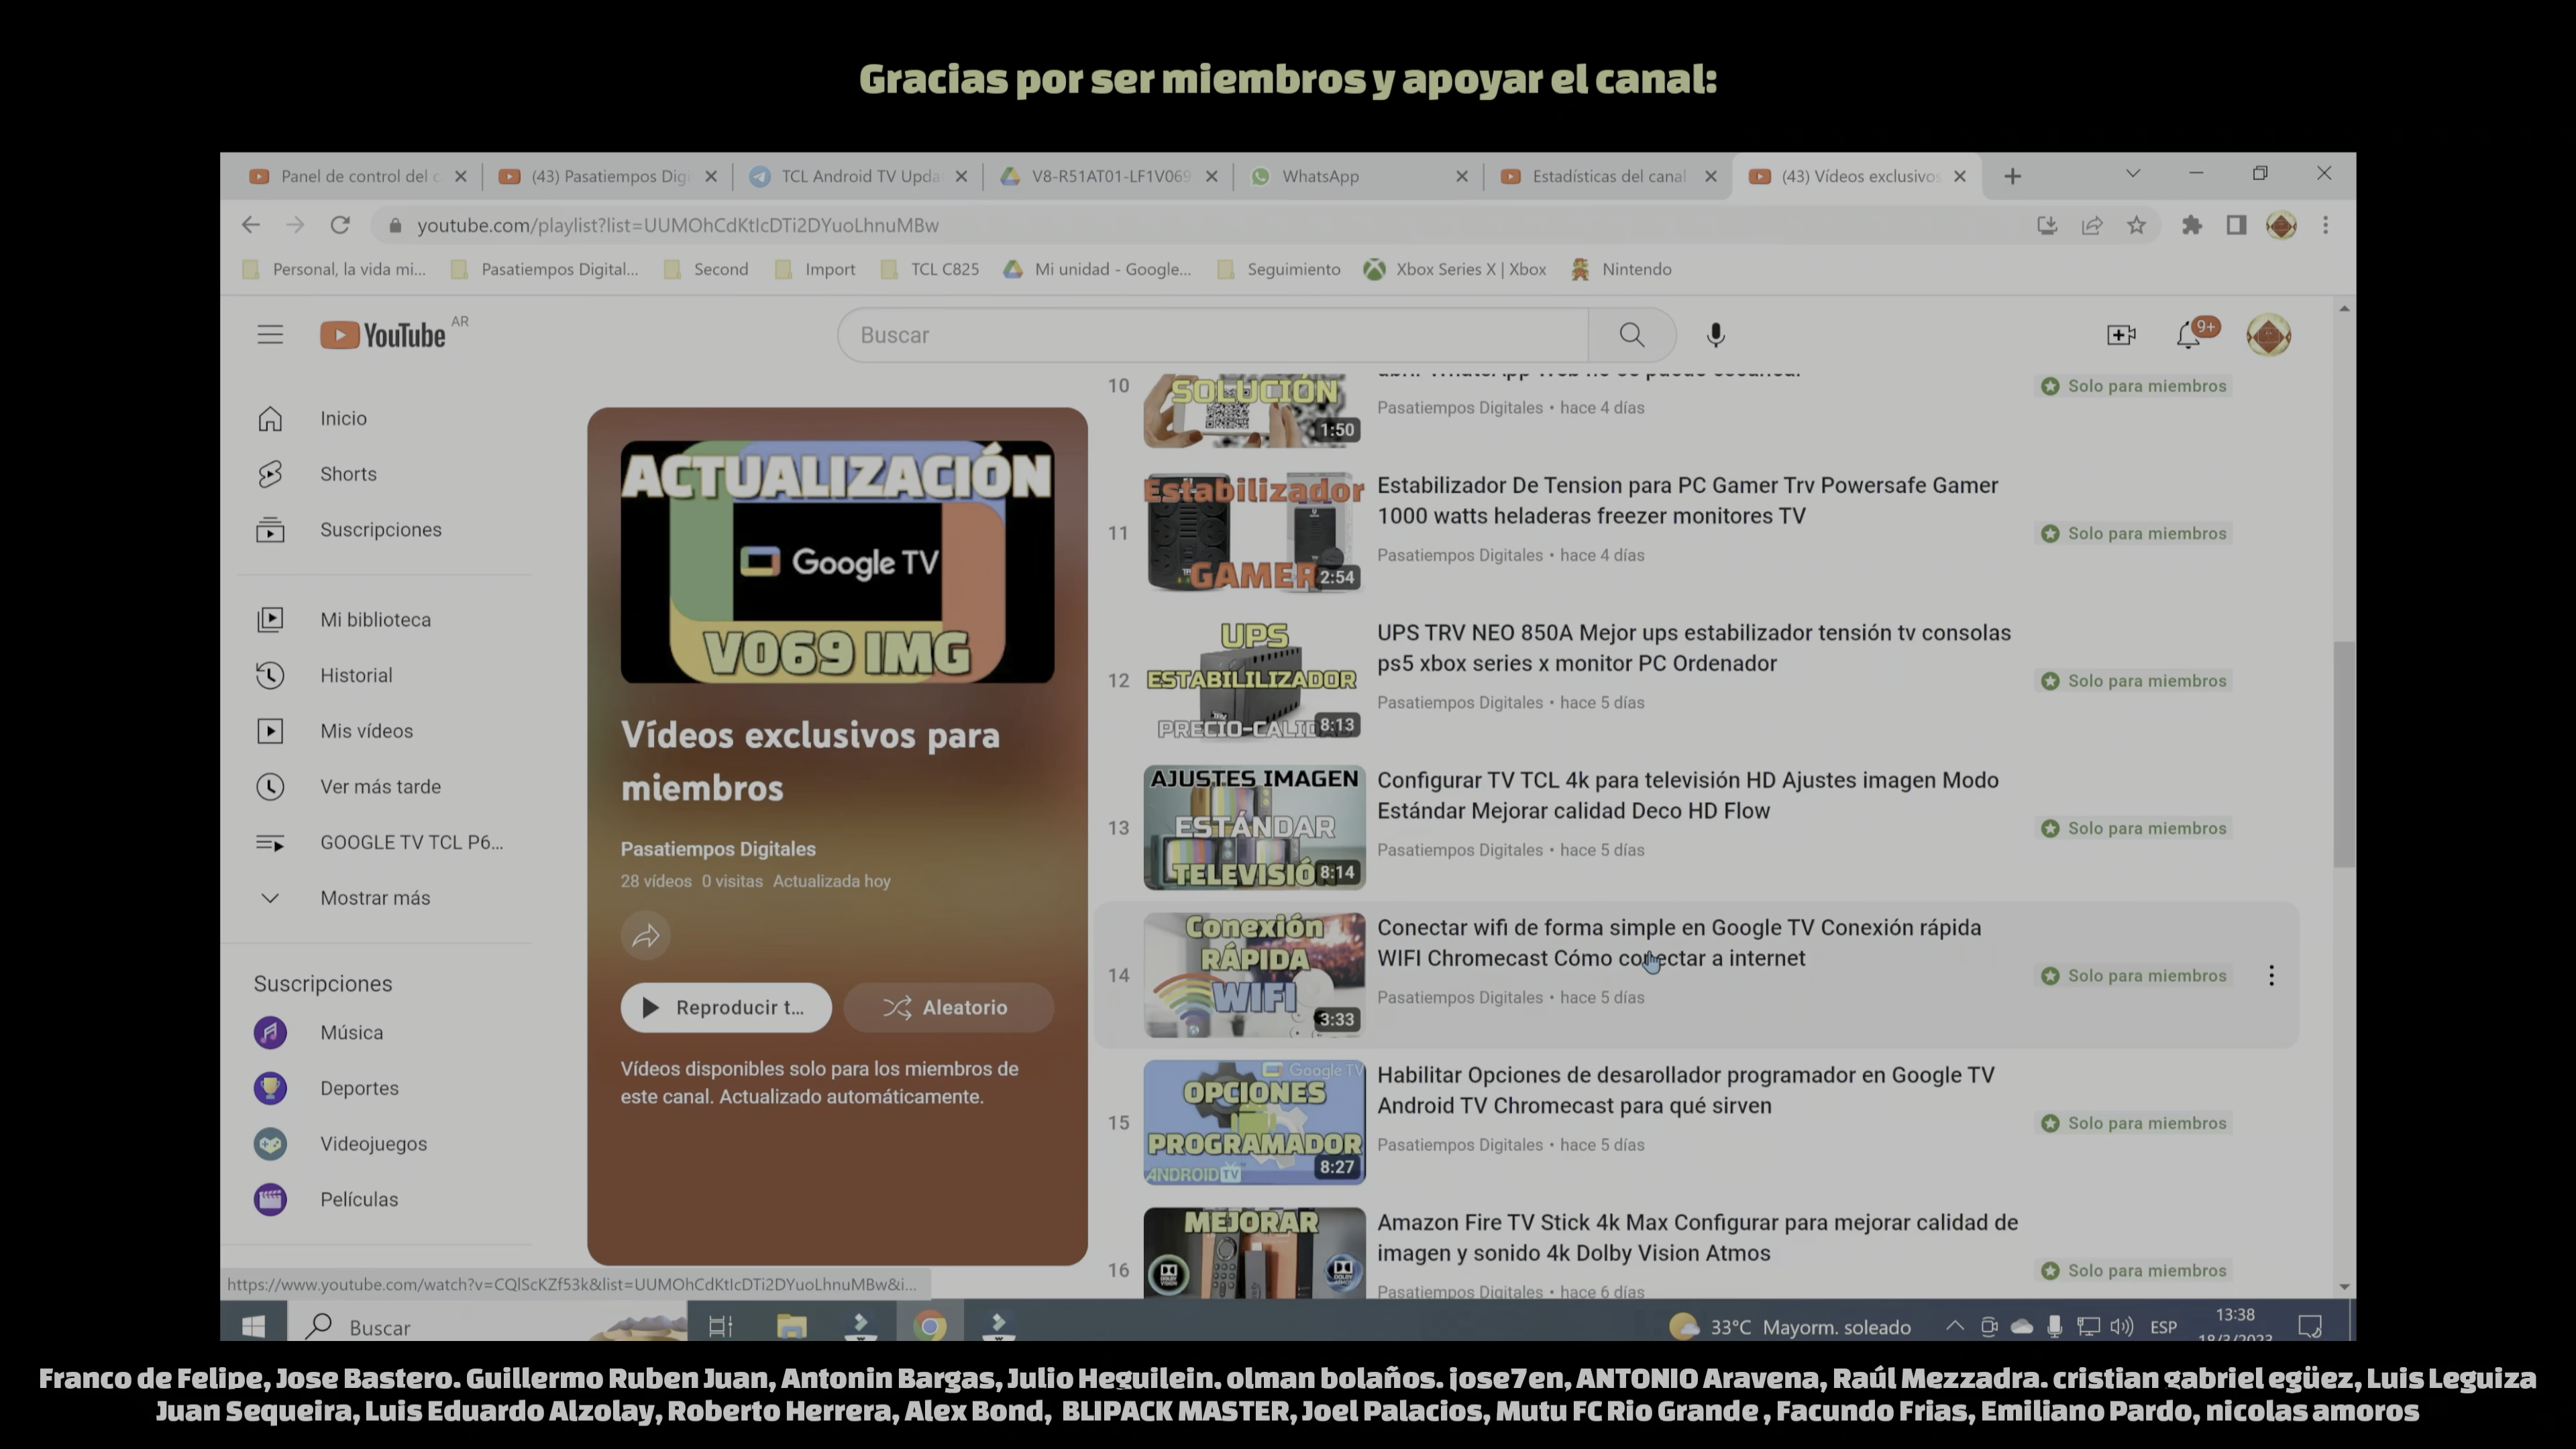 Gracias por ser miembros y apoyar el canal:
Panel de control del c
(43) Pasatiempos Digi
TCL Android TV Upda
V8-R51AT01-LF1V069
WhatsApp
Estadísticas del canal
(43) Vídeos exclusivos
youtube.com/playlist?list=UUMOhCdKtIcDTi2DYuoLhnuMBw
Personal, la vida mi...
Pasatiempos Digital...
Second
Import
TCL C825
Mi unidad - Google...
Seguimiento
Xbox Series X | Xbox
Nintendo
YouTube AR
Buscar
9+
Inicio
Shorts
Suscripciones
Mi biblioteca
Historial
Mis vídeos
Ver más tarde
GOOGLE TV TCL P6...
Mostrar más
Suscripciones
Música
Deportes
Videojuegos
Películas
ACTUALIZACIÓN
Google TV
V069 IMG
Vídeos exclusivos para
miembros
Pasatiempos Digitales
28 vídeos 0 visitas Actualizada hoy
Reproducir t...
Aleatorio
Vídeos disponibles solo para los miembros de
este canal. Actualizado automáticamente.
10
SOLUCIÓN
1:50
Pasatiempos Digitales • hace 4 días
Solo para miembros
11
Estabilizador
GAMER
2:54
Estabilizador De Tension para PC Gamer Trv Powersafe Gamer
1000 watts heladeras freezer monitores TV
Pasatiempos Digitales • hace 4 días
Solo para miembros
12
UPS
ESTABILILIZADOR
PRECIO-CALID
8:13
UPS TRV NEO 850A Mejor ups estabilizador tensión tv consolas
ps5 xbox series x monitor PC Ordenador
Pasatiempos Digitales • hace 5 días
Solo para miembros
13
AJUSTES IMAGEN
ESTÁNDAR
TELEVISIÓ
8:14
Configurar TV TCL 4k para televisión HD Ajustes imagen Modo
Estándar Mejorar calidad Deco HD Flow
Pasatiempos Digitales • hace 5 días
Solo para miembros
14
Conexión
RÁPIDA
WIFI
3:33
Conectar wifi de forma simple en Google TV Conexión rápida
WIFI Chromecast Cómo conectar a internet
Pasatiempos Digitales • hace 5 días
Solo para miembros
15
Google TV
OPCIONES
PROGRAMADOR
ANDROID TV
8:27
Habilitar Opciones de desarollador programador en Google TV
Android TV Chromecast para qué sirven
Pasatiempos Digitales • hace 5 días
Solo para miembros
16
MEJORAR
Amazon Fire TV Stick 4k Max Configurar para mejorar calidad de
imagen y sonido 4k Dolby Vision Atmos
Pasatiempos Digitales • hace 6 días
Solo para miembros
https://www.youtube.com/watch?v=CQlScKZf53k&list=UUMOhCdKtIcDTi2DYuoLhnuMBw&i...
Buscar
33°C Mayorm. soleado
ESP
13:38
18/3/2023
Franco de Felipe, Jose Bastero. Guillermo Ruben Juan, Antonin Bargas, Julio Heguilein. olman bolaños. jose7en, ANTONIO Aravena, Raúl Mezzadra. cristian gabriel egüez, Luis Leguiza
Juan Sequeira, Luis Eduardo Alzolay, Roberto Herrera, Alex Bond, BLIPACK MASTER, Joel Palacios, Mutu FC Rio Grande , Facundo Frias, Emiliano Pardo, nicolas amoros